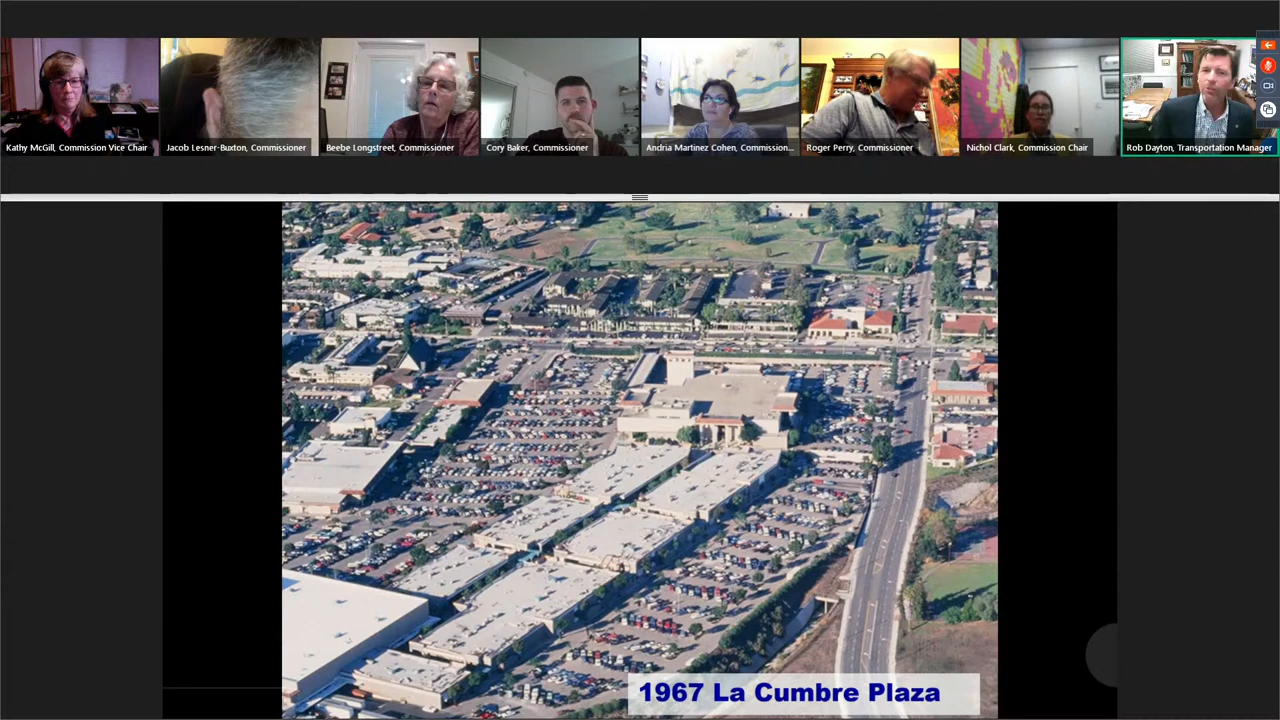 Kathy McGill, Commission Vice Chair
Jacob Lesner-Buxton, Commissioner
Beebe Longstreet, Commissioner
Cory Baker, Commissioner
Andria Martinez Cohen, Commission...
Roger Perry, Commissioner
Nichol Clark, Commission Chair
Rob Dayton, Transportation Manager
1967 La Cumbre Plaza